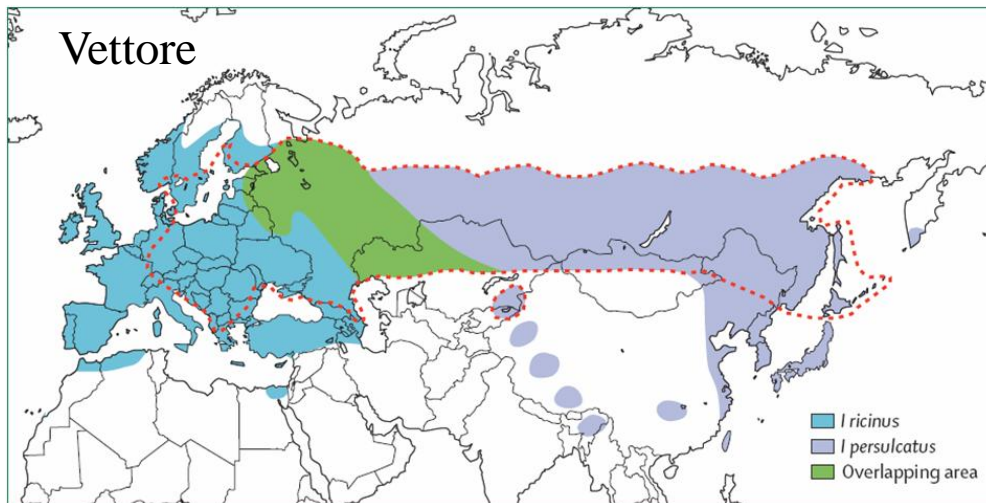 Vettore
I ricinus
I persulcatus
Overlapping area